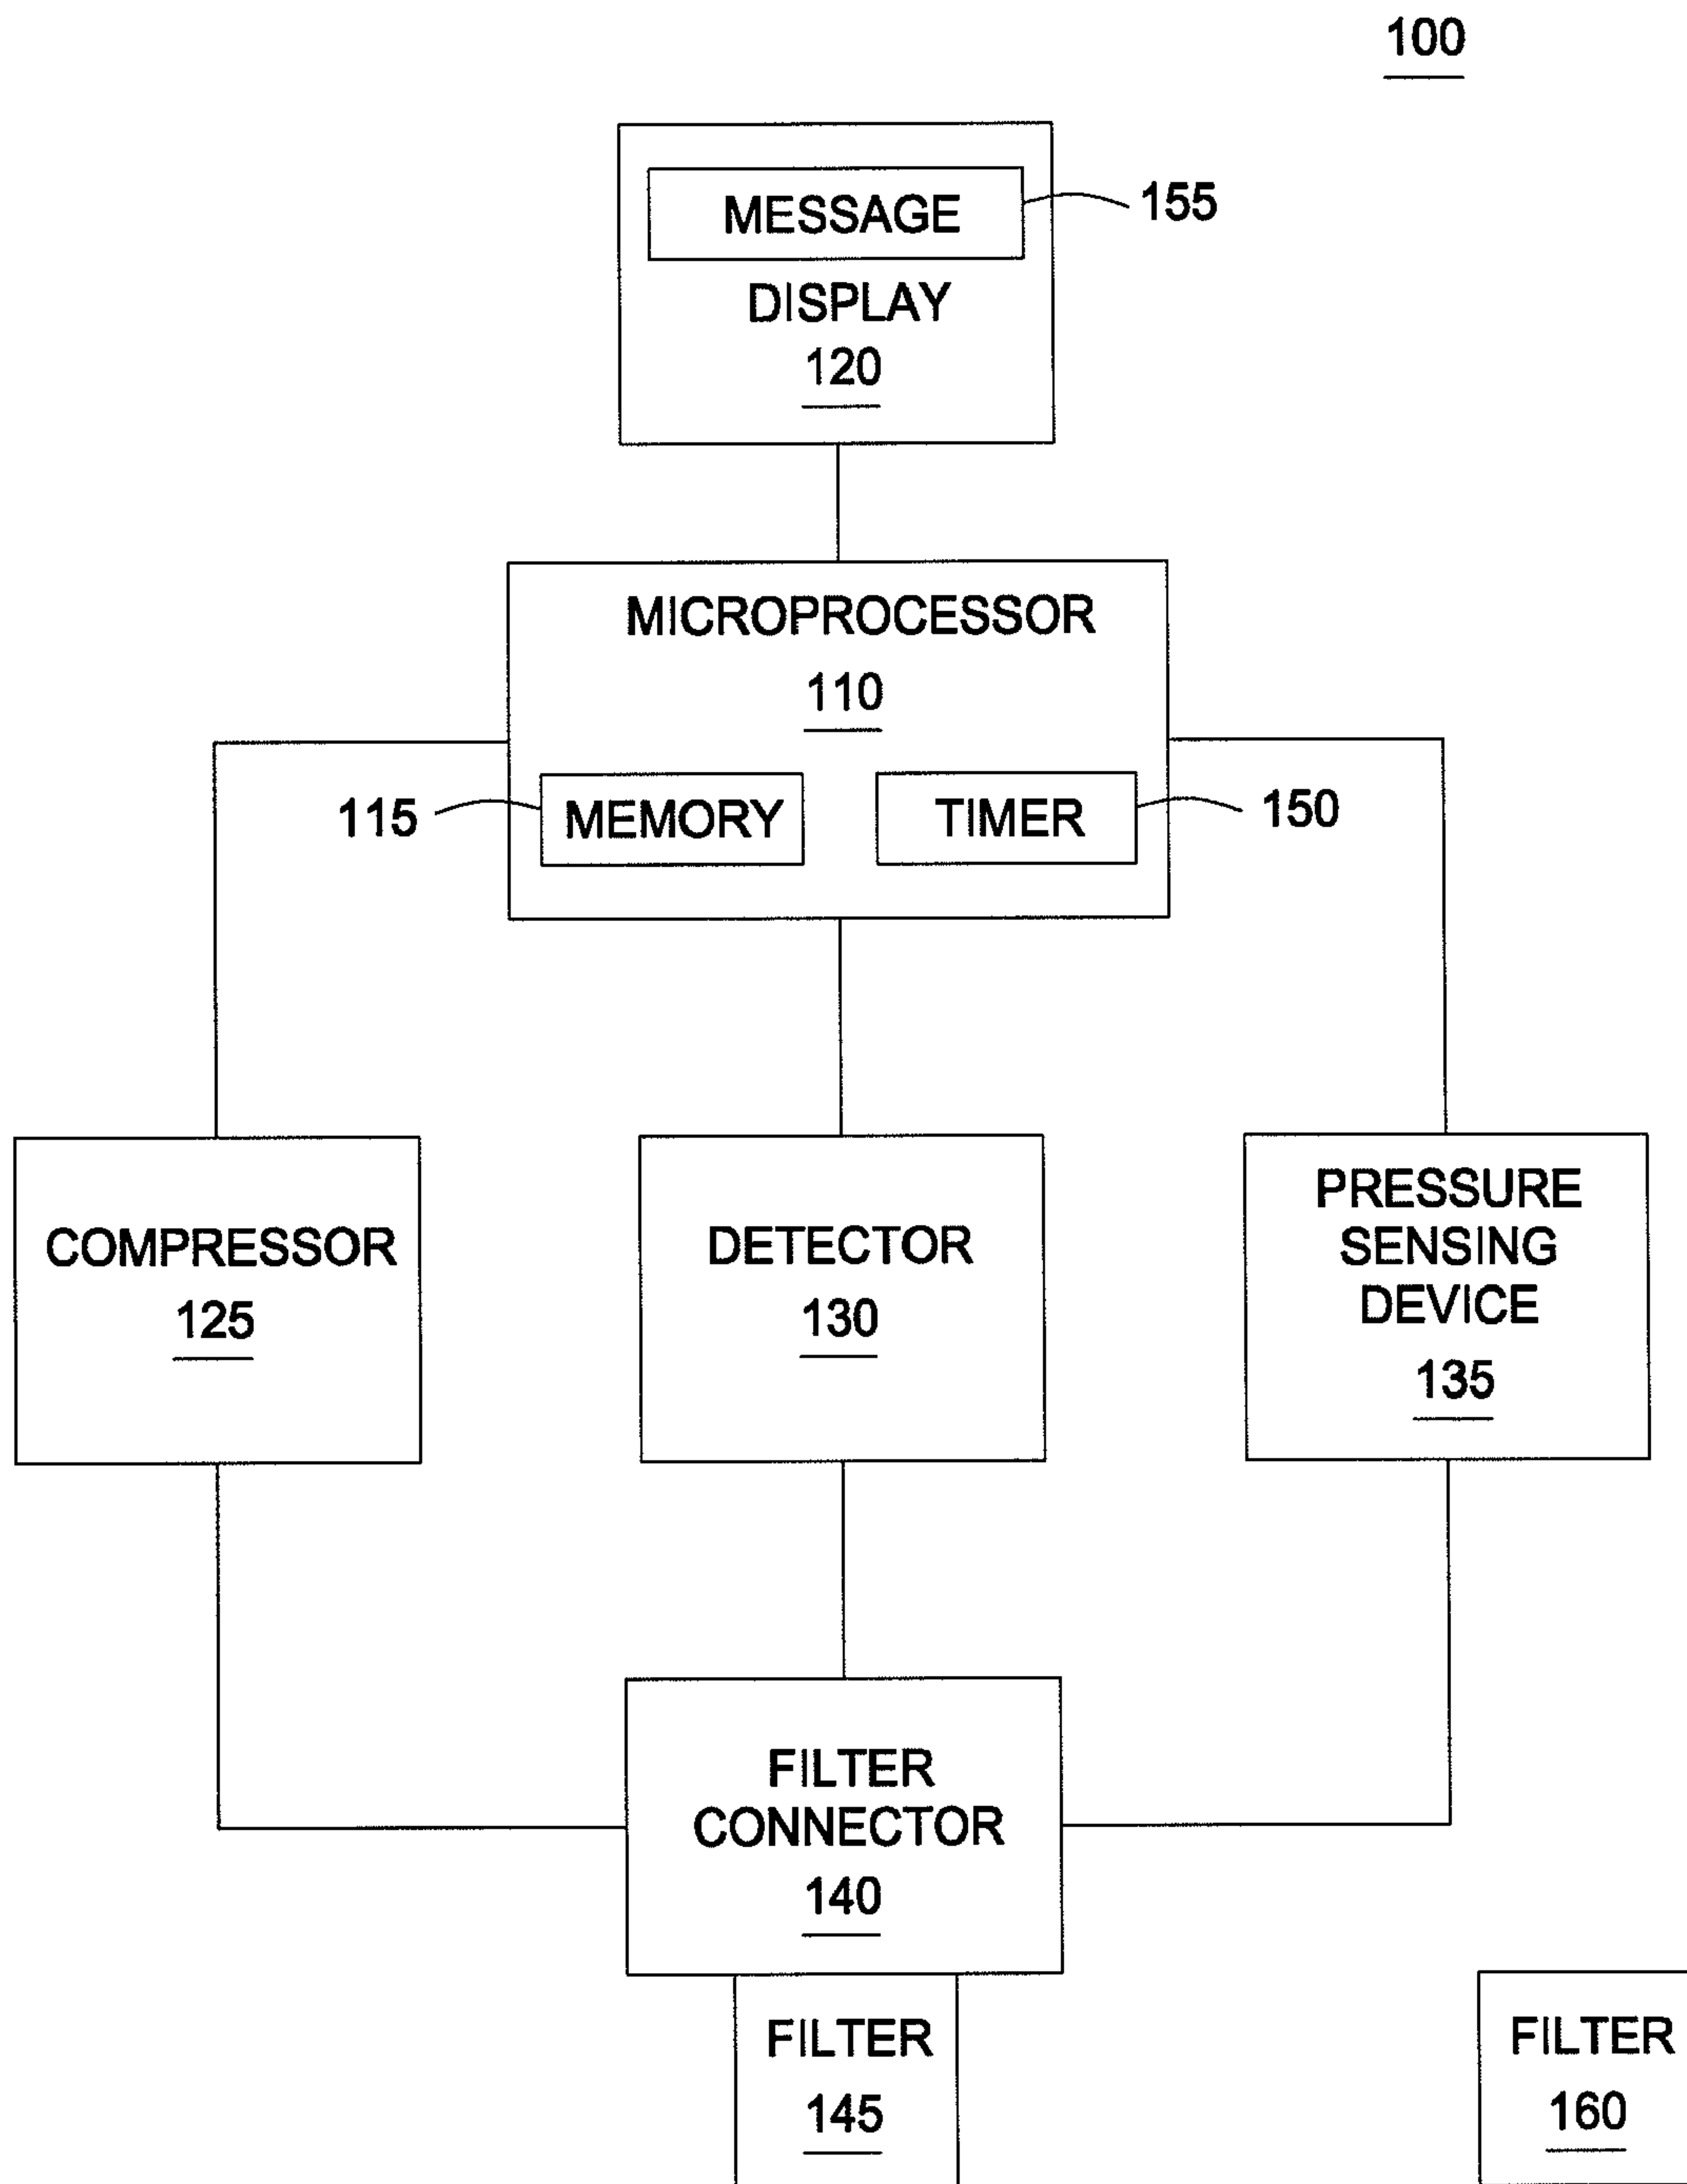 100
MESSAGE
155
DISPLAY
120
MICROPROCESSOR
110
115
MEMORY
TIMER
150
COMPRESSOR
125
DETECTOR
130
PRESSURE
SENSING
DEVICE
135
FILTER
CONNECTOR
140
FILTER
145
FILTER
160